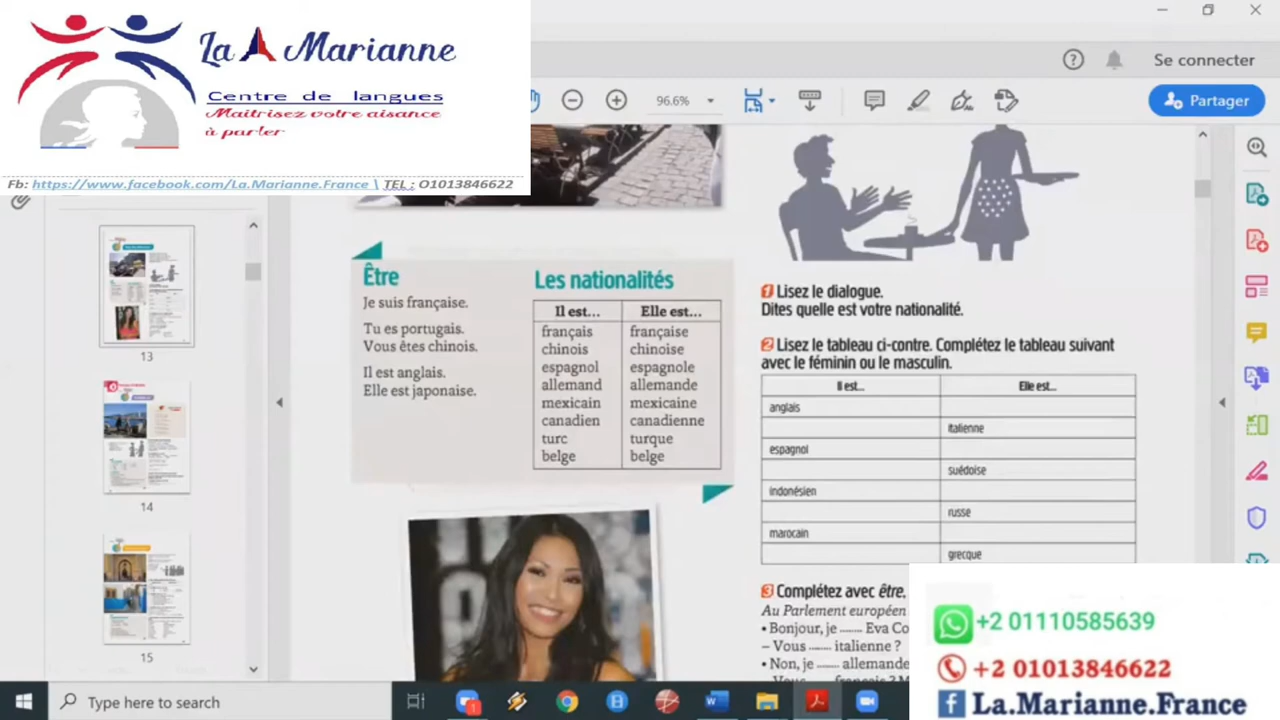 La Marianne
Centre de langues
Maitrisez votre aisance
à parler
Fb: https://www.facebook.com/La.Marianne.France \ TEL : 01013846622
Se connecter
96.6%
Partager
13
14
15
Être
Je suis française.
Tu es portugais.
Vous êtes chinois.
Il est anglais.
Elle est japonaise.
Les nationalités
Il est... Elle est...
français française
chinois chinoise
espagnol espagnole
allemand allemande
mexicain mexicaine
canadien canadienne
turc turque
belge belge
1 Lisez le dialogue.
Dites quelle est votre nationalité.
2 Lisez le tableau ci-contre. Complétez le tableau suivant
avec le féminin ou le masculin.
Il est... Elle est...
anglais
italienne
espagnol
suédoise
indonésien
russe
marocain
grecque
3 Complétez avec être,
Au Parlement européen
• Bonjour, je ........ Eva Co
– Vous ........ italienne ?
• Non, je ........ allemande
+2 01110585639
+2 01013846622
La.Marianne.France
Type here to search